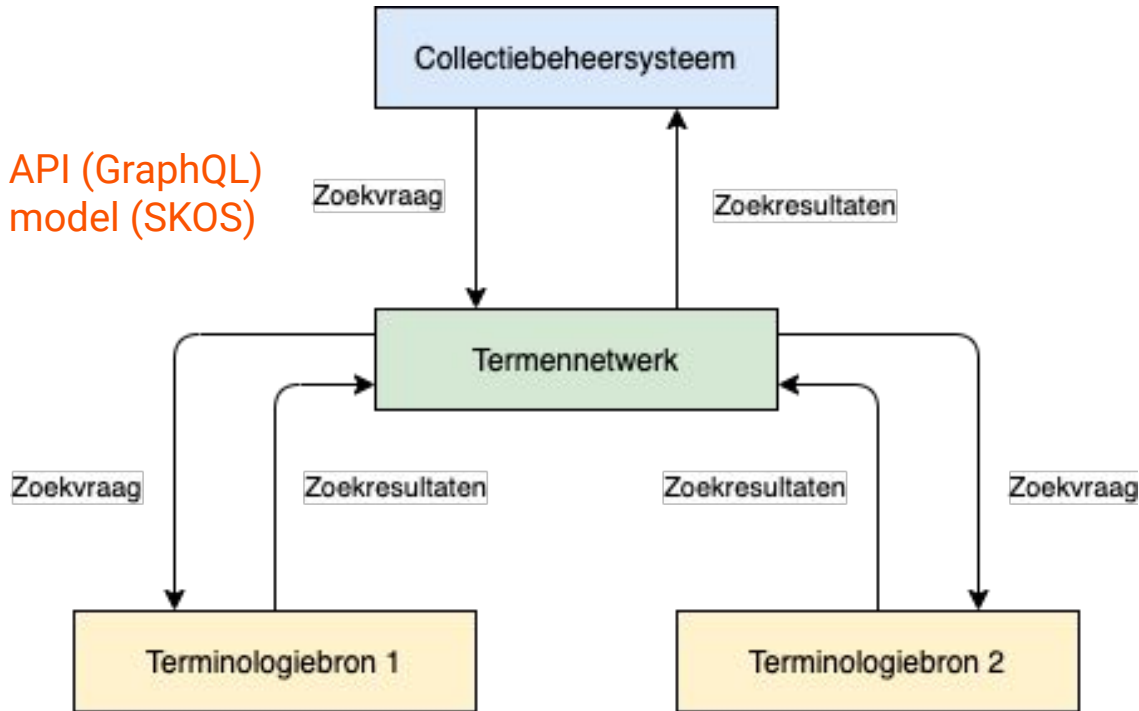 Collectiebeheersysteem
API (GraphQL)
model (SKOS)
Zoekvraag
Zoekresultaten
Termennetwerk
Zoekvraag
Zoekresultaten
Zoekresultaten
Zoekvraag
Terminologiebron 1
Terminologiebron 2